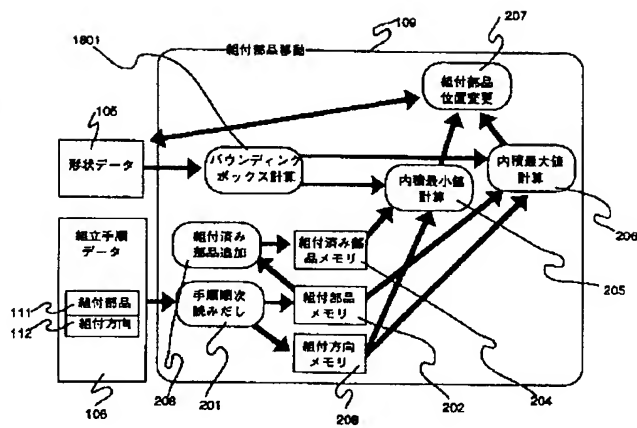 109
207
組付部品移動
1801
組付部品
位置変更
105
形状データ
バウンディング
ボックス計算
内積最小値
計算
内積最大値
計算
206
205
組立手順
データ
組付済み
部品追加
組付済み部
品メモリ
111
組付部品
112
組付方向
手順順次
読みだし
組付部品
メモリ
組付方向
メモリ
106
208
201
202
204